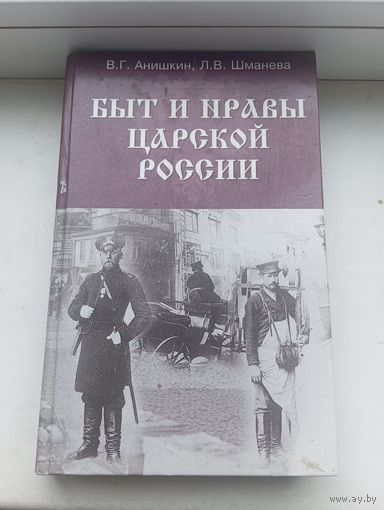 В.Г. Анишкин, Л.В. Шманева
БЫТ И НРАВЫ
ЦАРСКОЙ
РОССИИ
www.ay.by